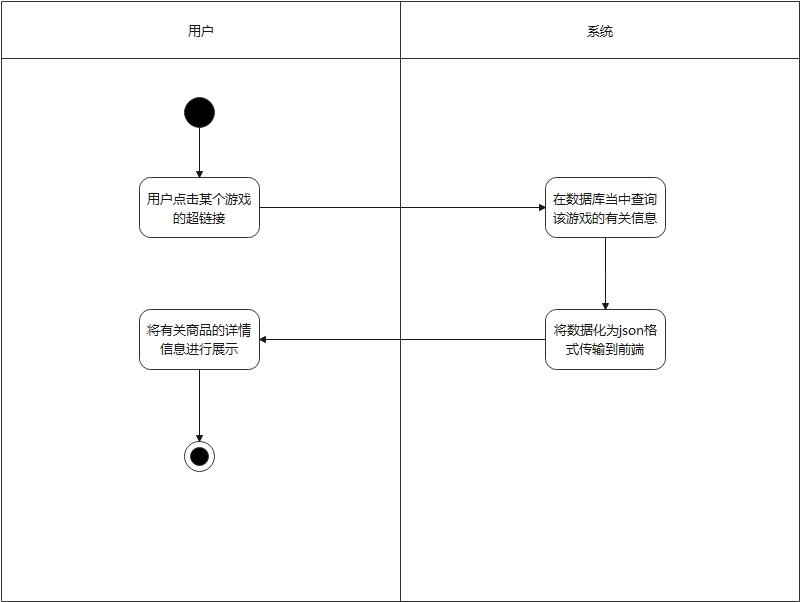 用户
系统
用户点击某个游戏
的超链接
在数据库当中查询
该游戏的有关信息
将有关商品的详情
信息进行展示
将数据化为json格
式传输到前端